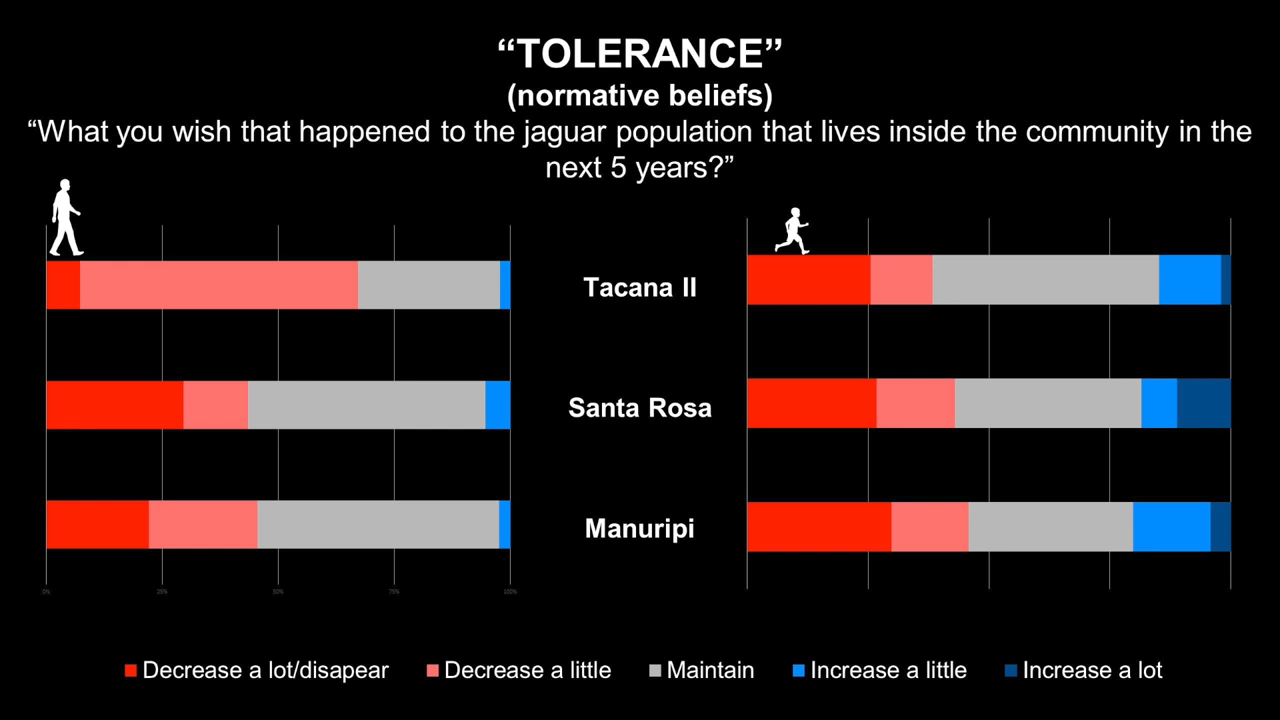 “TOLERANCE”
(normative beliefs)
“What you wish that happened to the jaguar population that lives inside the community in the
next 5 years?”
Tacana II
Santa Rosa
Manuripi
0% 25% 50% 75% 100%
Decrease a lot/disapear Decrease a little Maintain Increase a little Increase a lot